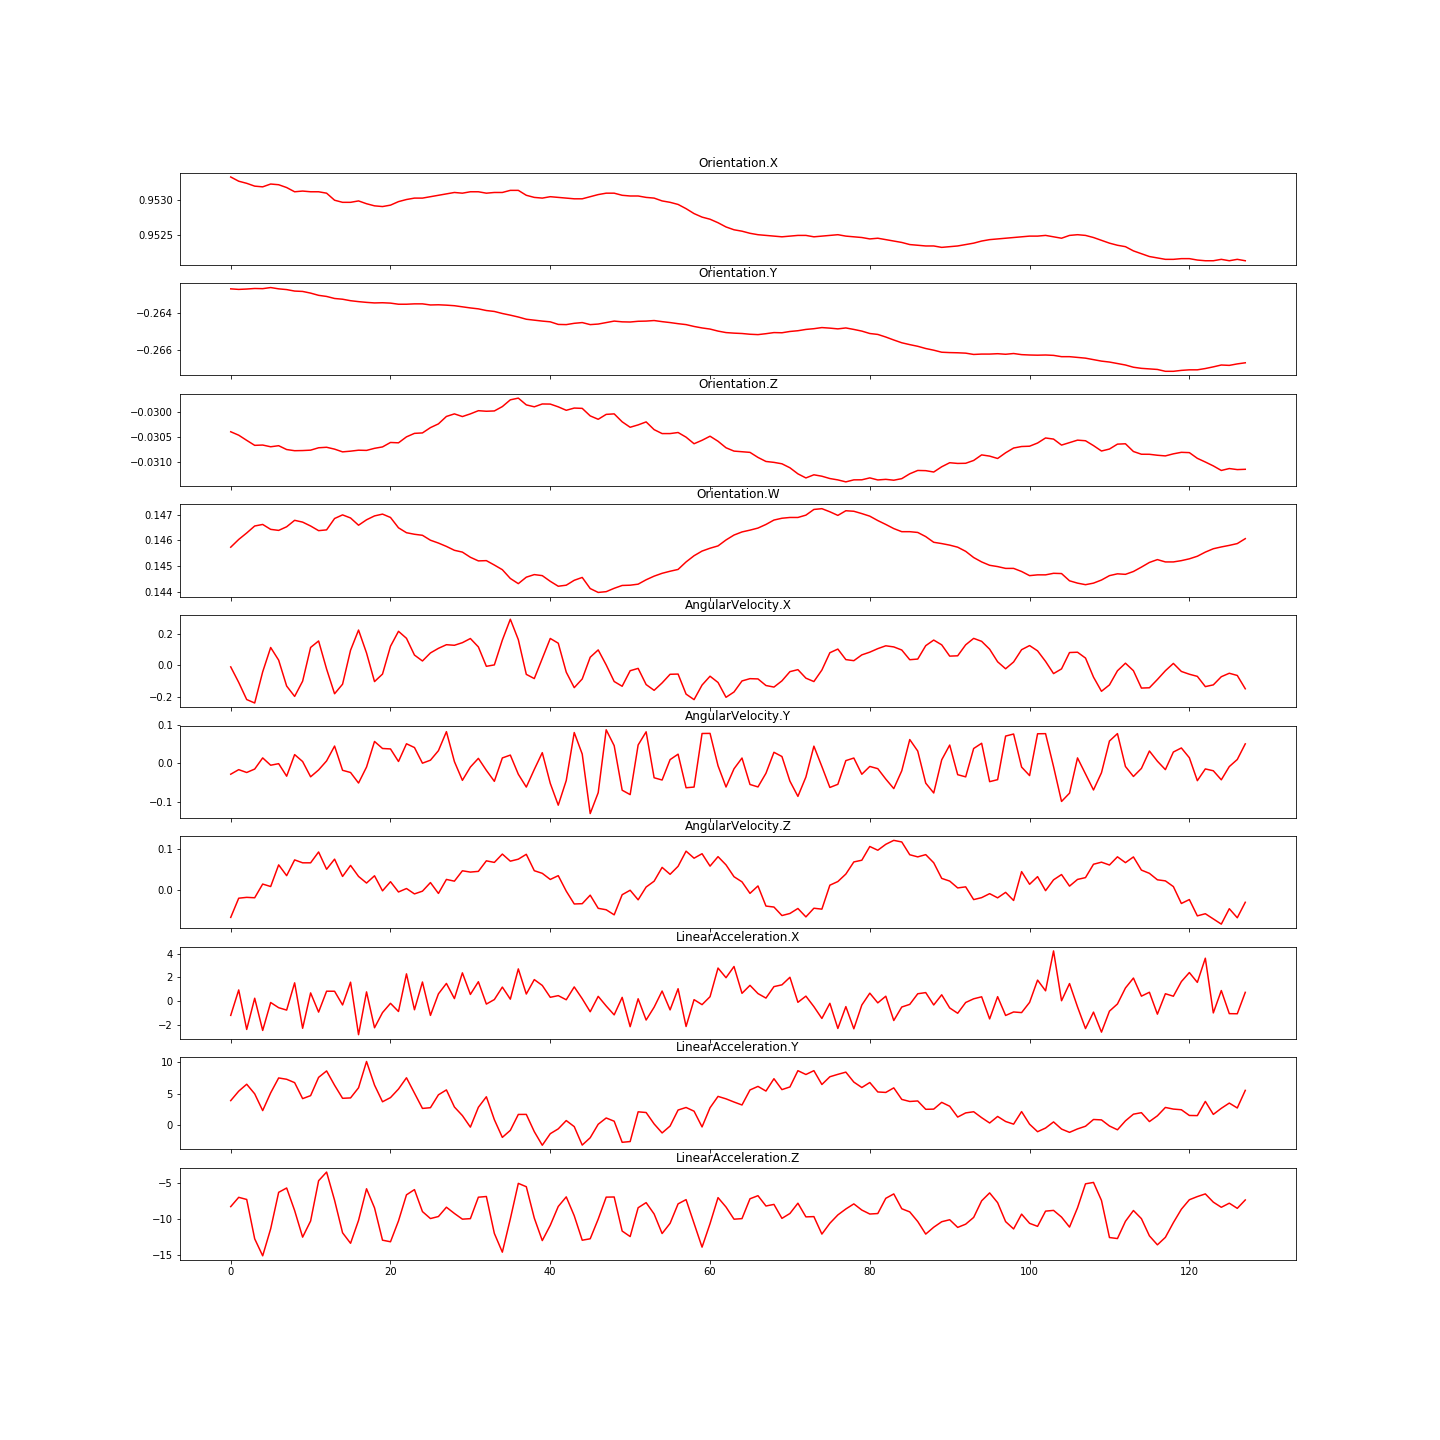 Orientation.X
0.9530
0.9525
Orientation.Y
−0.264
−0.266
Orientation.Z
−0.0300
−0.0305
−0.0310
Orientation.W
0.147
0.146
0.145
0.144
AngularVelocity.X
0.2
0.0
−0.2
AngularVelocity.Y
0.1
0.0
−0.1
AngularVelocity.Z
0.1
0.0
LinearAcceleration.X
4
2
0
−2
LinearAcceleration.Y
10
5
0
LinearAcceleration.Z
−5
−10
−15
0 20 40 60 80 100 120